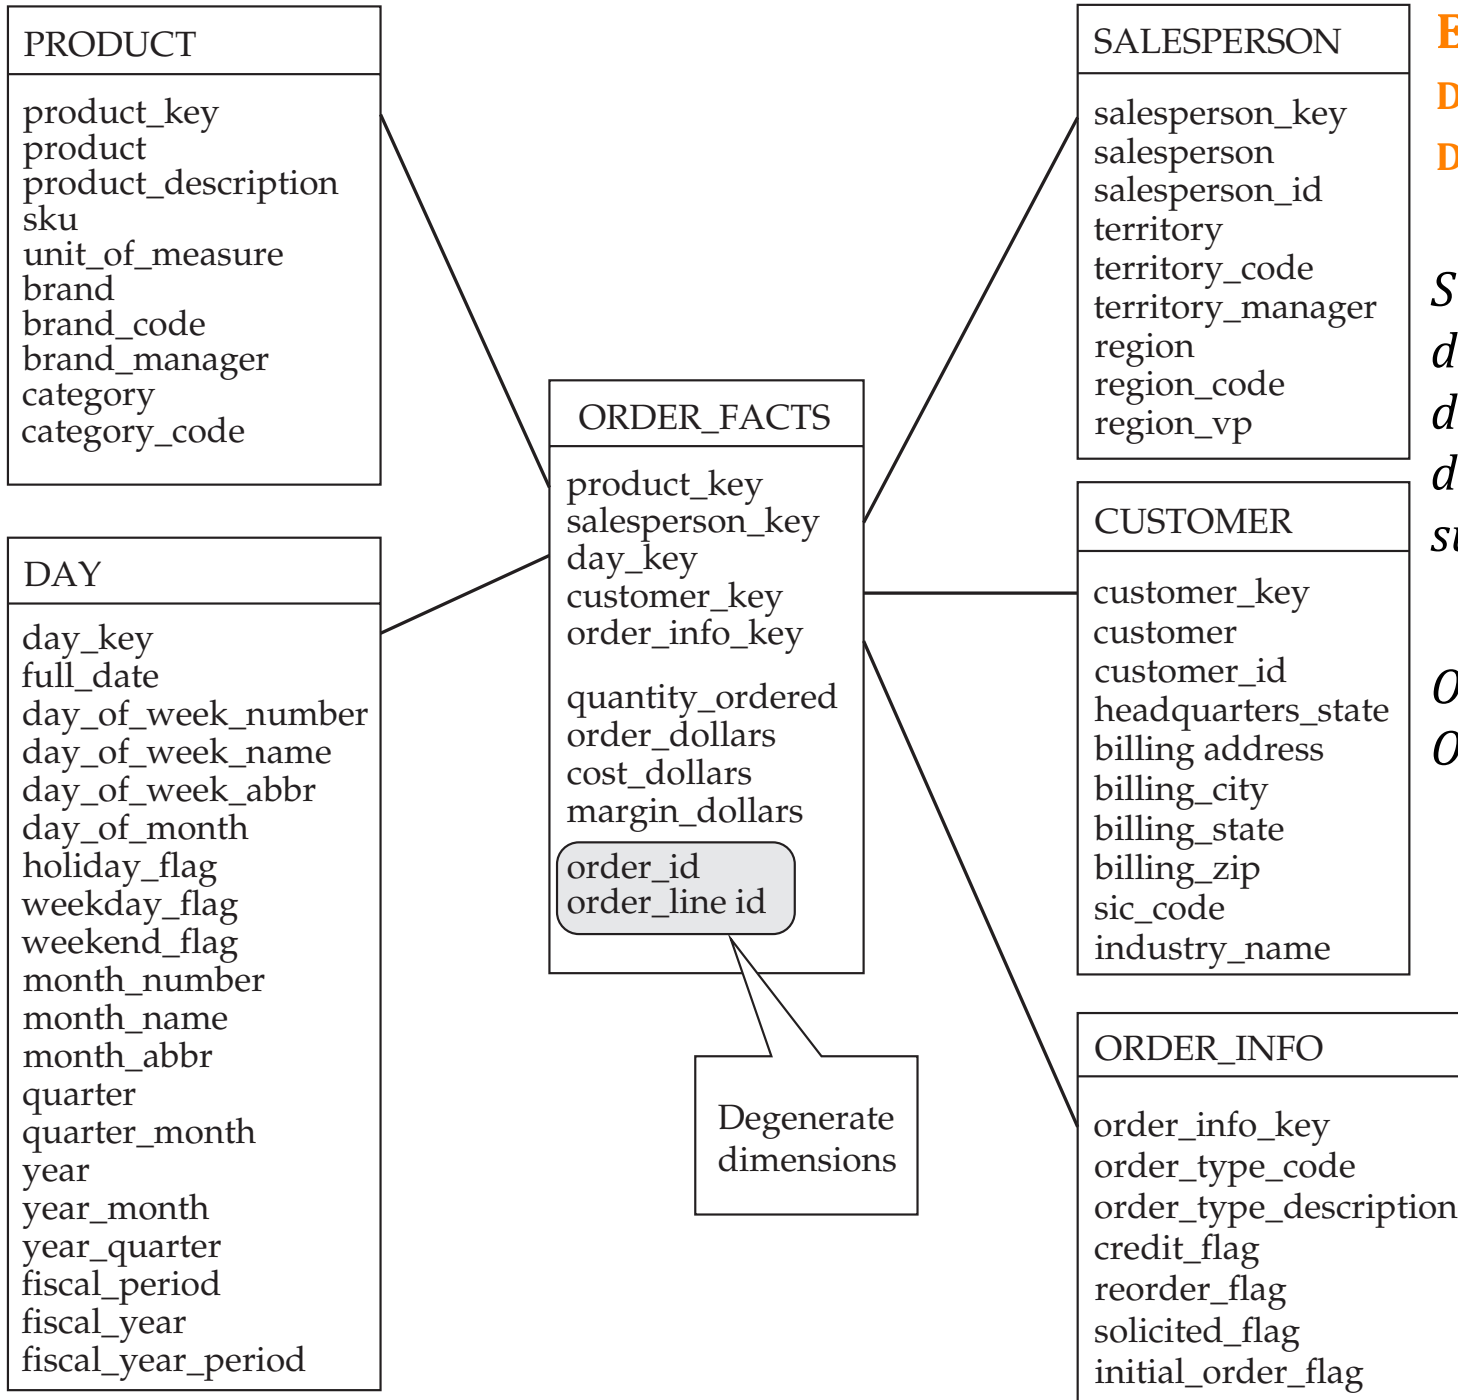 PRODUCT
product_key
product
product_description
sku
unit_of_measure
brand
brand_code
brand_manager
category
category_code
DAY
day_key
full_date
day_of_week_number
day_of_week_name
day_of_week_abbr
day_of_month
holiday_flag
weekday_flag
weekend_flag
month_number
month_name
month_abbr
quarter
quarter_month
year
year_month
year_quarter
fiscal_period
fiscal_year
fiscal_year_period
ORDER_FACTS
product_key
salesperson_key
day_key
customer_key
order_info_key
quantity_ordered
order_dollars
cost_dollars
margin_dollars
order_id
order_line id
Degenerate
dimensions
SALESPERSON
salesperson_key
salesperson
salesperson_id
territory
territory_code
territory_manager
region
region_code
region_vp
CUSTOMER
customer_key
customer
customer_id
headquarters_state
billing address
billing_city
billing_state
billing_zip
sic_code
industry_name
ORDER_INFO
order_info_key
order_type_code
order_type_description
credit_flag
reorder_flag
solicited_flag
initial_order_flag